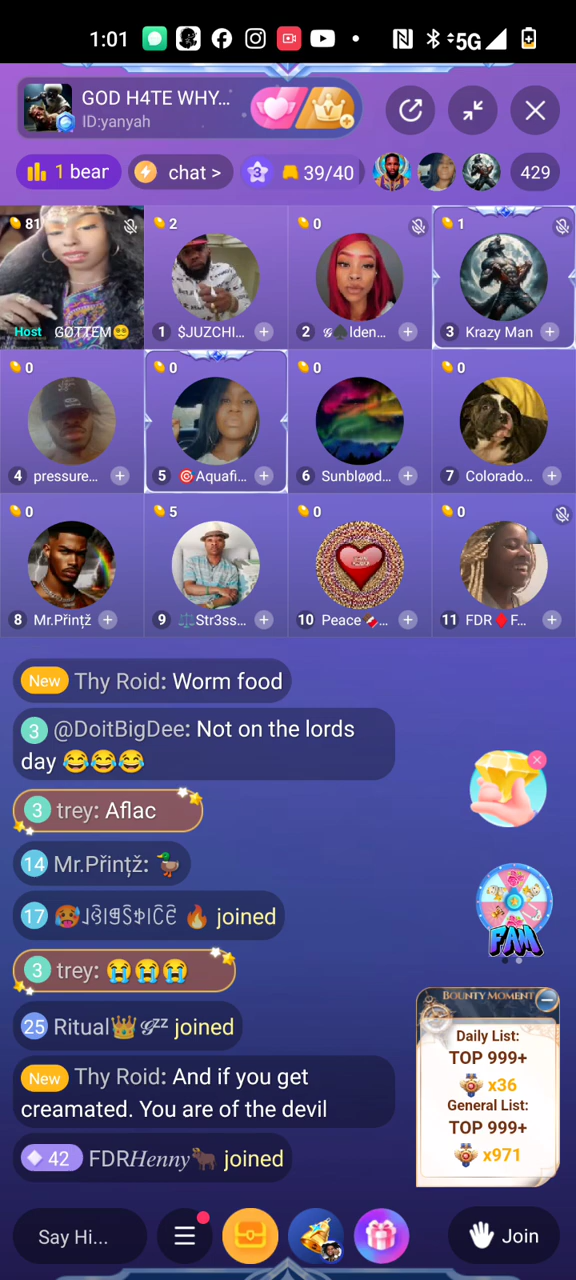 1:01
5G
GOD H4TE WHY...
ID:yanyah
1 bear
chat >
3
39/40
429
81
2
0
1
Host GØTTEM😵‍💫
1 $JUZCHI...
2 𝒢♠️Iden...
3 Krazy Man
0
0
0
0
4 pressure...
5 🎯Aquafi...
6 Sunbløød...
7 Colorado...
0
5
0
0
8 Mr.Přinţž
9 ⚖️Str3ss...
10 Peace 🍫...
11 FDR♦️F...
New Thy Roid: Worm food
3 @DoitBigDee: Not on the lords
day 😂😂😂
3 trey: Aflac
14 Mr.Přinţž: 🦆
17 joined
3 trey: 😭😭😭
FAM
25 Ritual👑𝒢ᶻᶻ joined
New Thy Roid: And if you get
creamated. You are of the devil
42 FDR𝐻𝑒𝑛𝑛𝑦🐂 joined
BOUNTY MOMENT
Daily List:
TOP 999+
x36
General List:
TOP 999+
x971
Say Hi...
Join